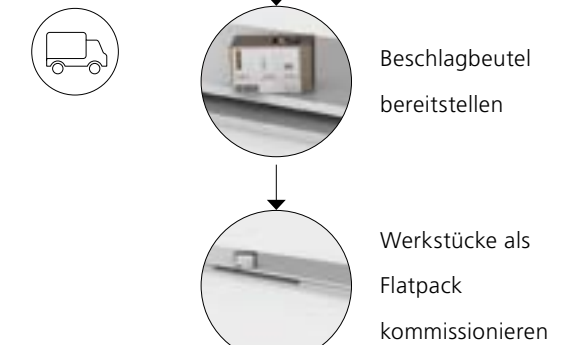 Beschlagbeutel
bereitstellen
Werkstücke als
Flatpack
kommissionieren